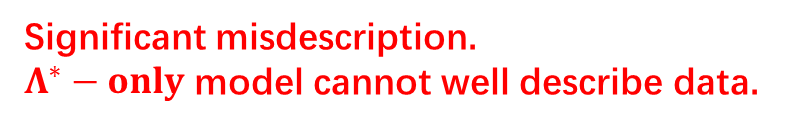 Significant misdescription.
Λ* − only model cannot well describe data.